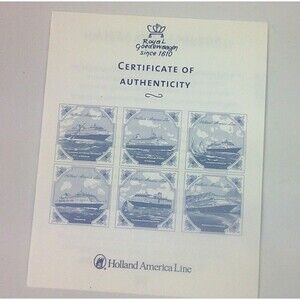 Royal
Goedewaagen
since 1610
CERTIFICATE OF
AUTHENTICITY
Holland America Line